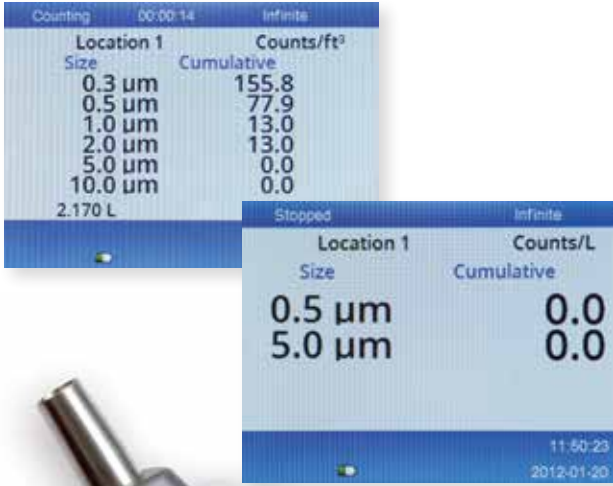 Counting 00:00:14 Infinite
Location 1 Counts/ft³
Size Cumulative
0.3 µm 155.8
0.5 µm 77.9
1.0 µm 13.0
2.0 µm 13.0
5.0 µm 0.0
10.0 µm 0.0
2.170 L
Stopped Infinite
Location 1 Counts/L
Size Cumulative
0.5 µm 0.0
5.0 µm 0.0
11:50:23
2012-01-20